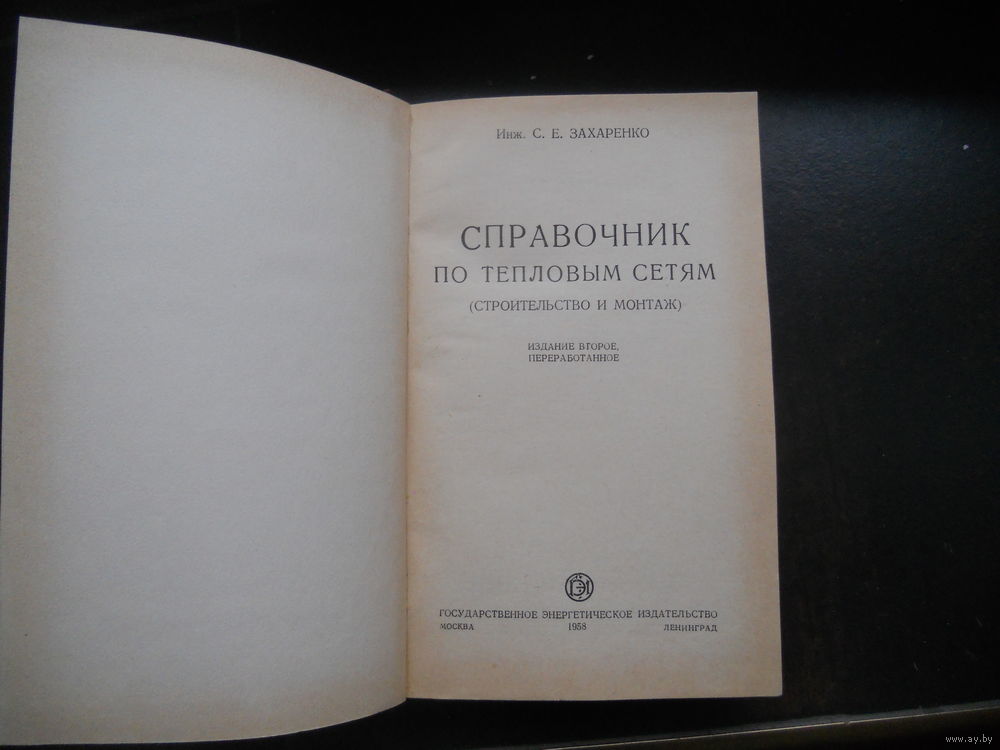 Инж. С. Е. ЗАХАРЕНКО
СПРАВОЧНИК
ПО ТЕПЛОВЫМ СЕТЯМ
(СТРОИТЕЛЬСТВО И МОНТАЖ)
ИЗДАНИЕ ВТОРОЕ,
ПЕРЕРАБОТАННОЕ
ГЭИ
ГОСУДАРСТВЕННОЕ ЭНЕРГЕТИЧЕСКОЕ ИЗДАТЕЛЬСТВО
МОСКВА 1958 ЛЕНИНГРАД
www.ay.by